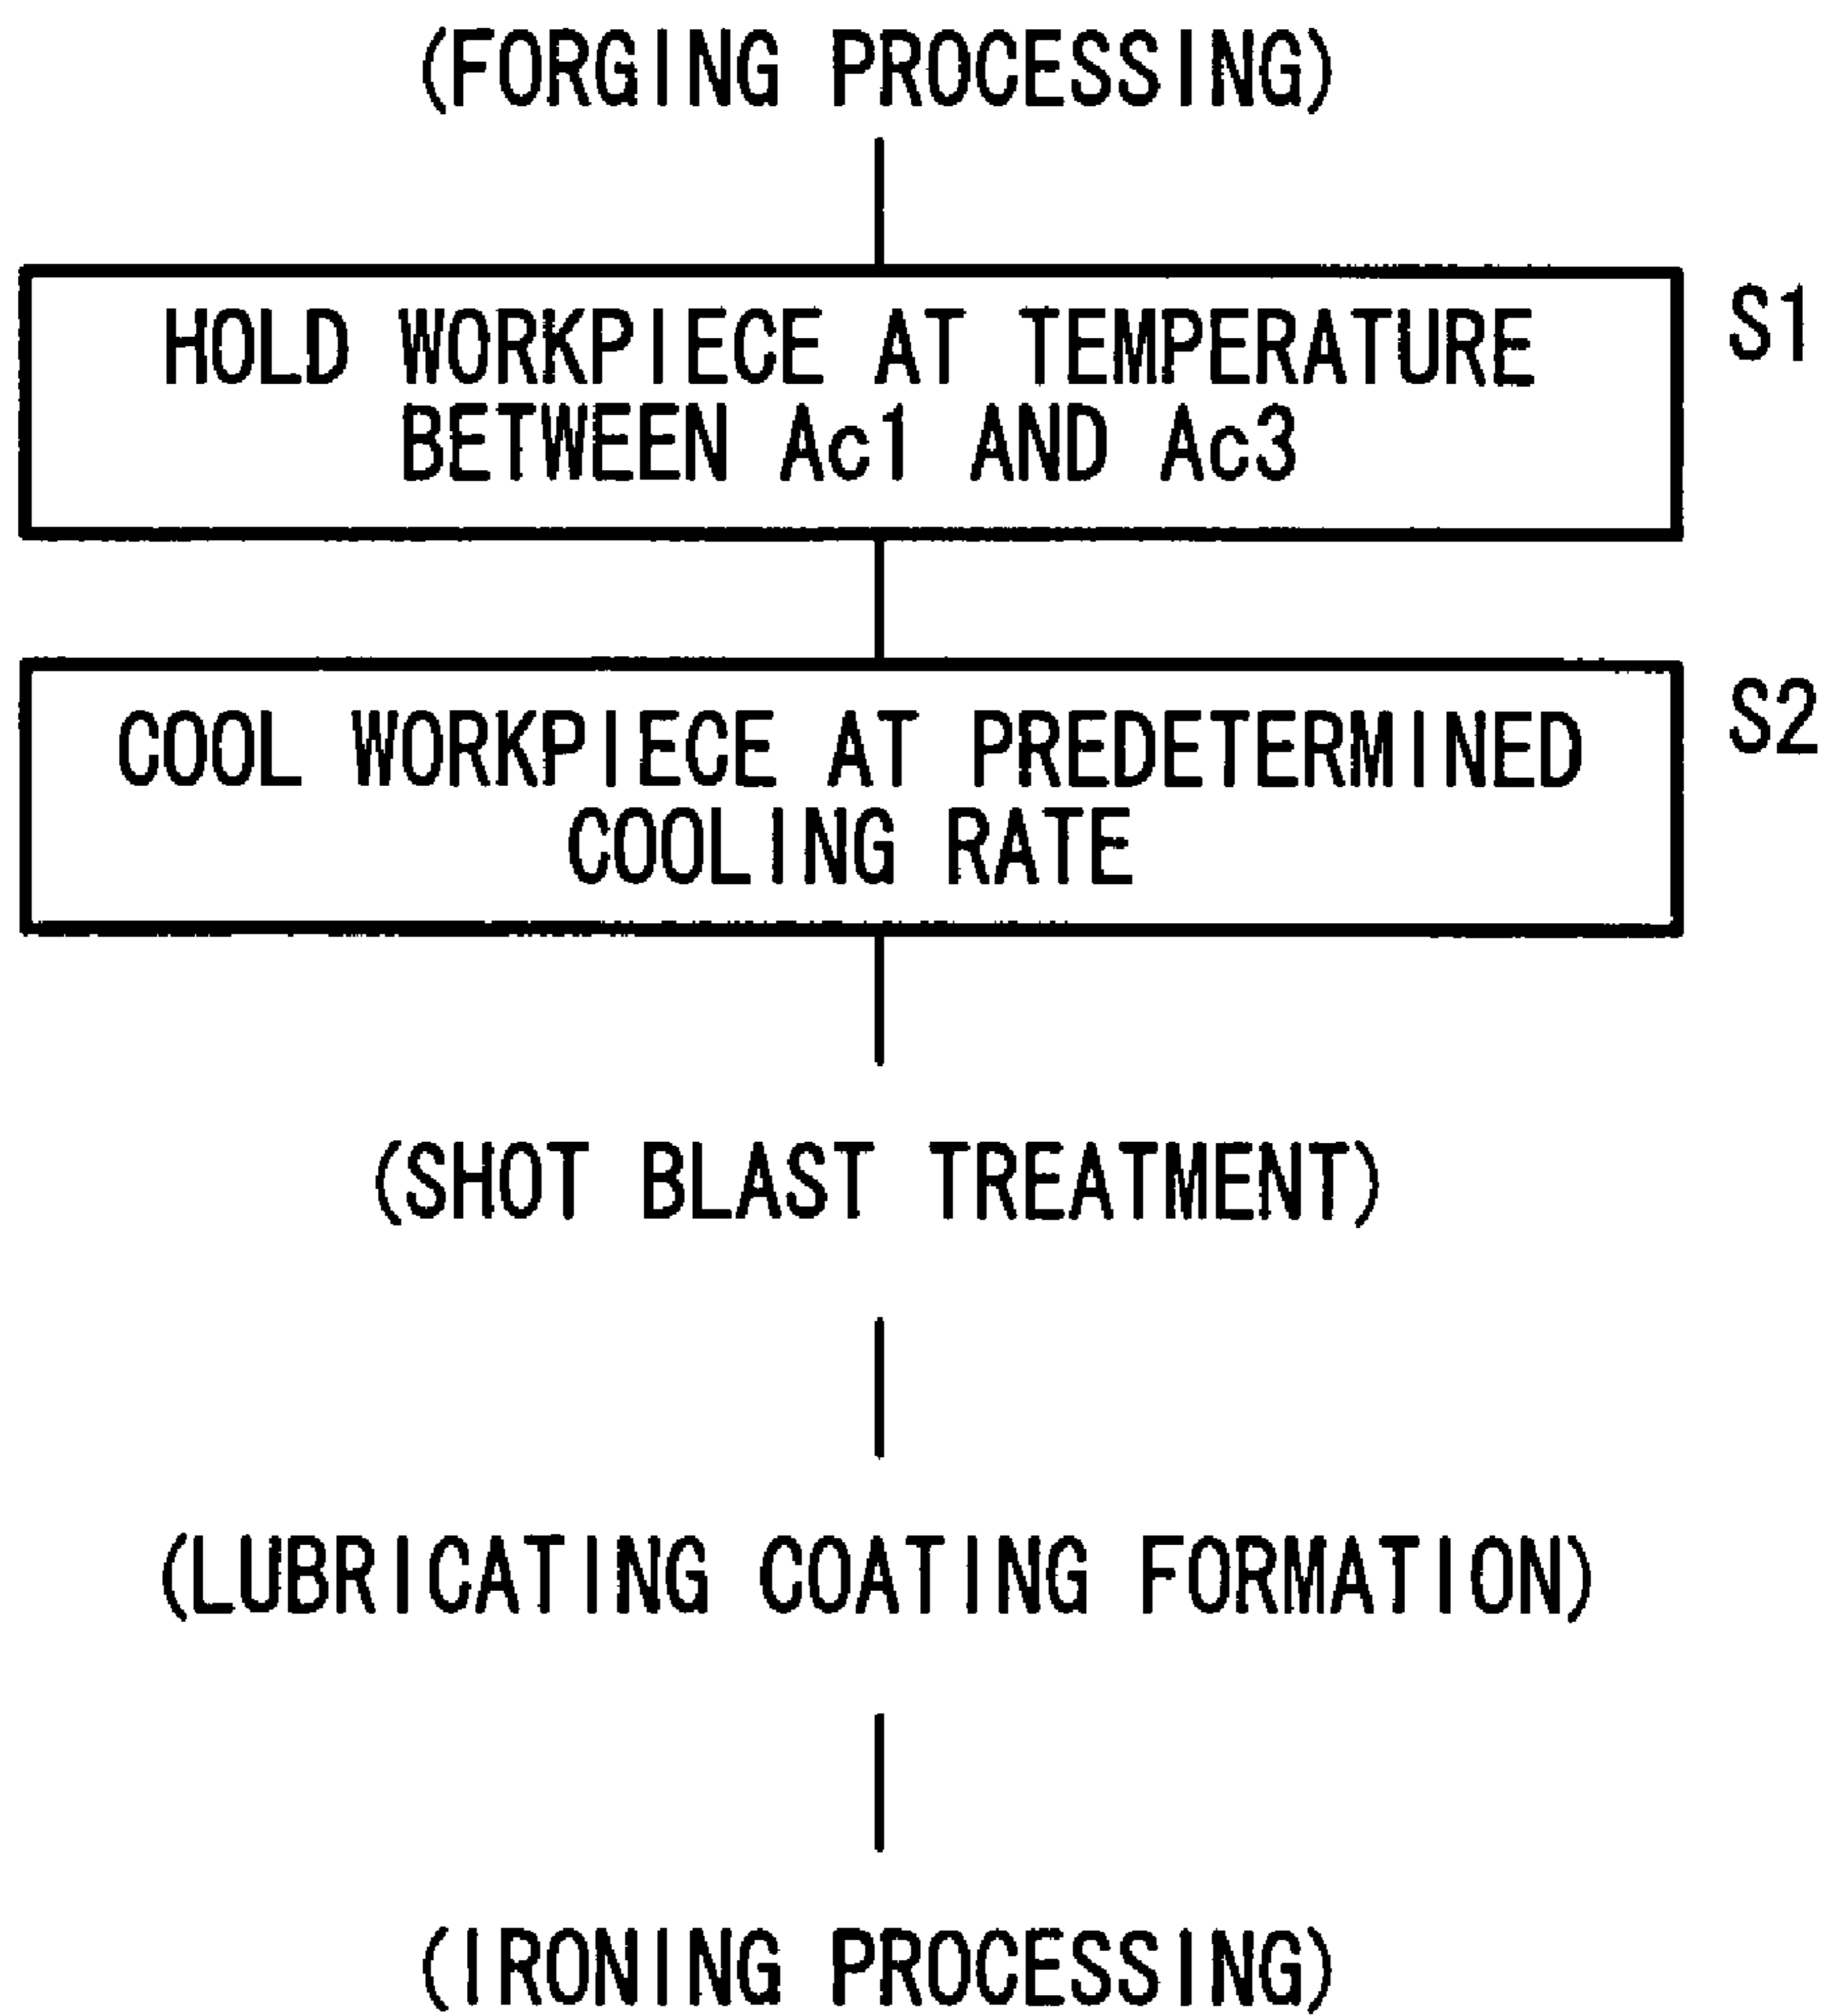 (FORGING PROCESSING)
HOLD WORKPIECE AT TEMPERATURE
BETWEEN Ac1 AND Ac3
S1
COOL WORKPIECE AT PREDETERMINED
COOLING RATE
S2
(SHOT BLAST TREATMENT)
(LUBRICATING COATING FORMATION)
(IRONING PROCESSING)